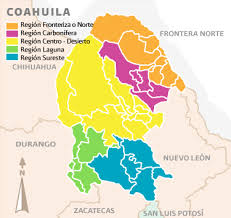 COAHUILA
Región Fronteriza o Norte
Región Carbonífera
Región Centro - Desierto
Región Laguna
Región Sureste
FRONTERA NORTE
CHIHUAHUA
DURANGO
NUEVO LEÓN
ZACATECAS
SAN LUIS POTOSÍ